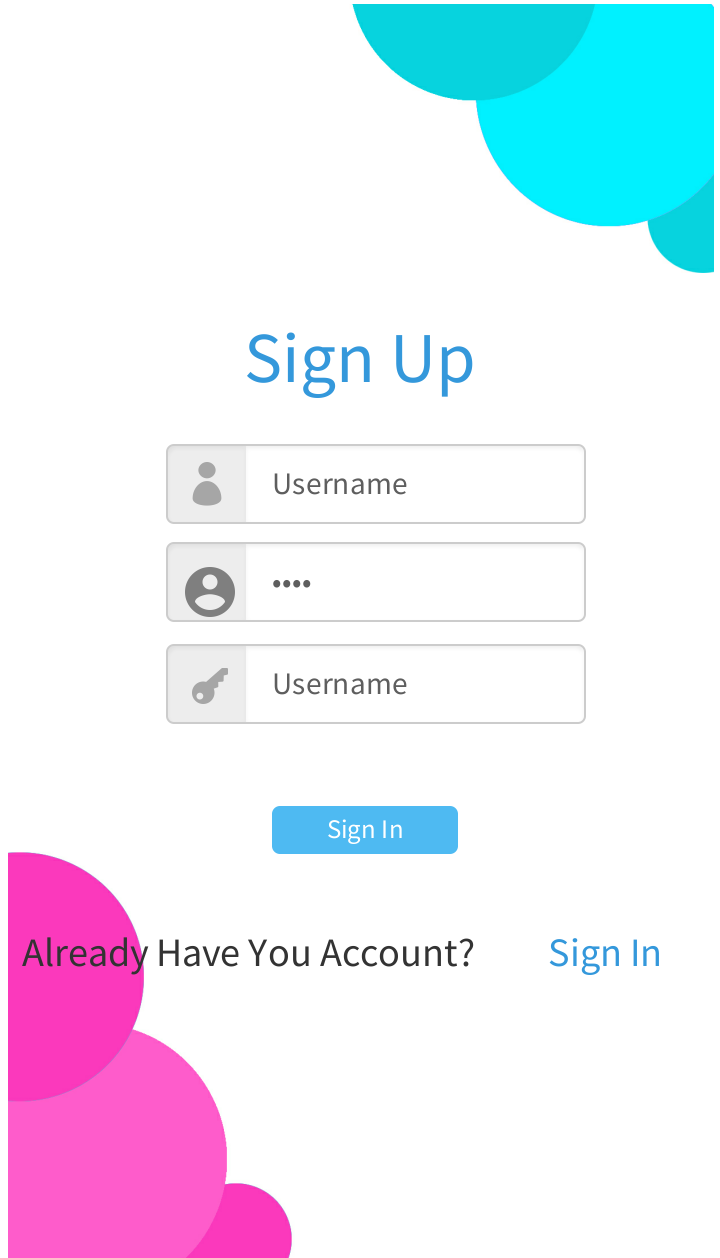 Sign Up
Username
••••
Username
Sign In
Already Have You Account? Sign In